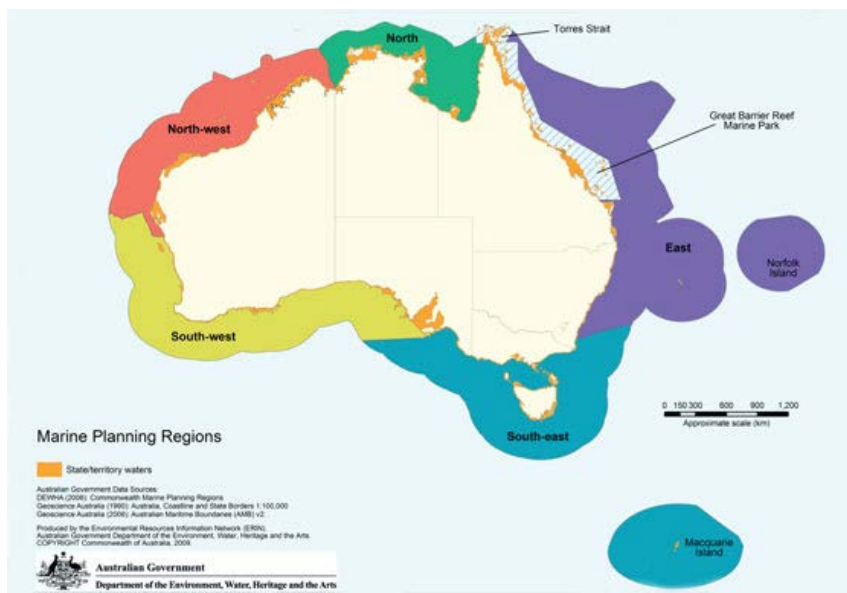 North
Torres Strait
Great Barrier Reef
Marine Park
North-west
East
Norfolk
Island
South-west
0 150 300 600 900 1,200
Approximate scale (km)
South-east
Marine Planning Regions
State/territory waters
Australian Government Data Sources:
DEWHA (2006): Commonwealth Marine Planning Regions
Geoscience Australia (1990): Australia, Coastline and State Borders 1:100,000
Geoscience Australia (2006): Australian Maritime Boundaries (AMB) v2.
Produced by the Environmental Resources Information Network (ERIN)
Australian Government Department of the Environment, Water, Heritage and the Arts
COPYRIGHT Commonwealth of Australia, 2009.
Macquarie
Island
Australian Government
Department of the Environment, Water, Heritage and the Arts